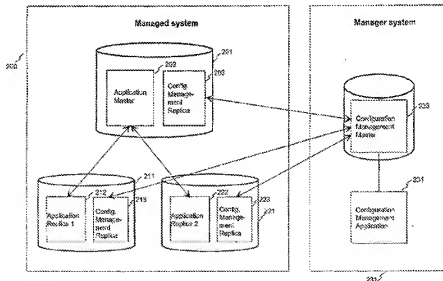 Managed system
Manager system
200
201
202
203
Application
Master
Config.
Manage-
ment
Replica
233
Configuration
Management
Master
211
212
213
Application
Replica 1
Config.
Manage-
ment
Replica
222
223
221
Application
Replica 2
Config.
Manage-
ment
Replica
231
Configuration
Management
Application